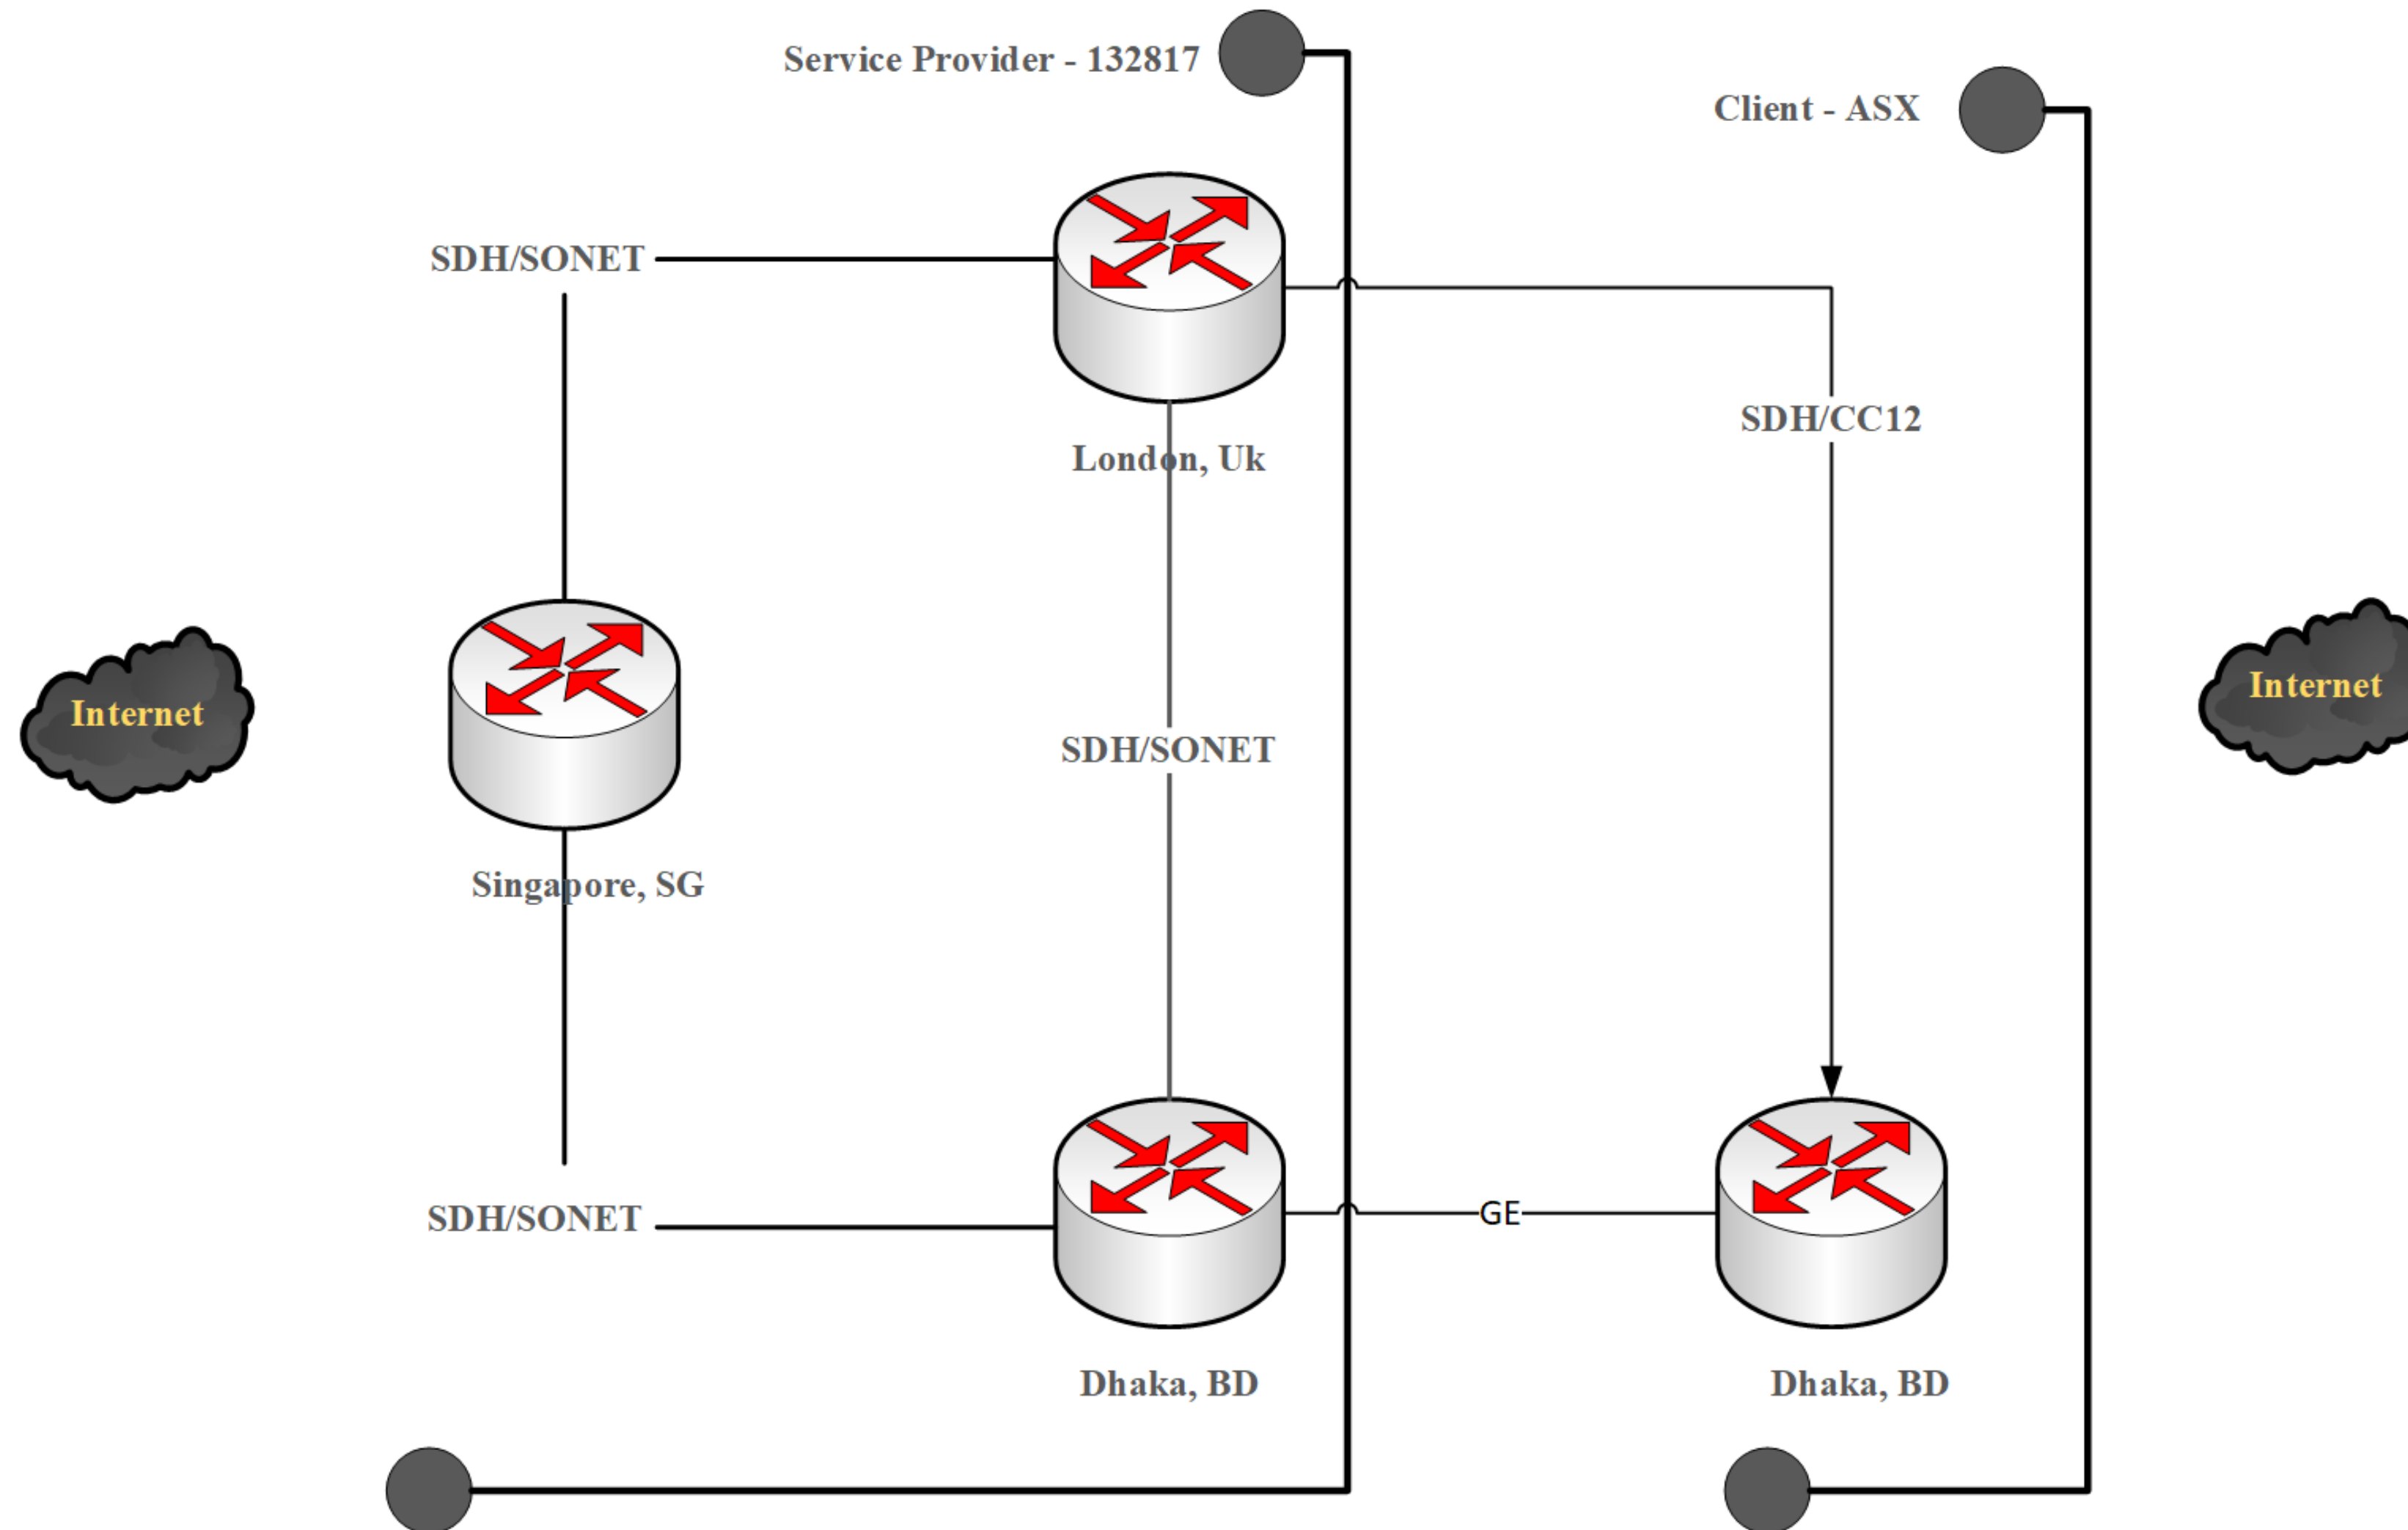 Service Provider - 132817
Client - ASX
SDH/SONET
SDH/CC12
London, Uk
Internet
Internet
SDH/SONET
Singapore, SG
SDH/SONET
GE
Dhaka, BD
Dhaka, BD